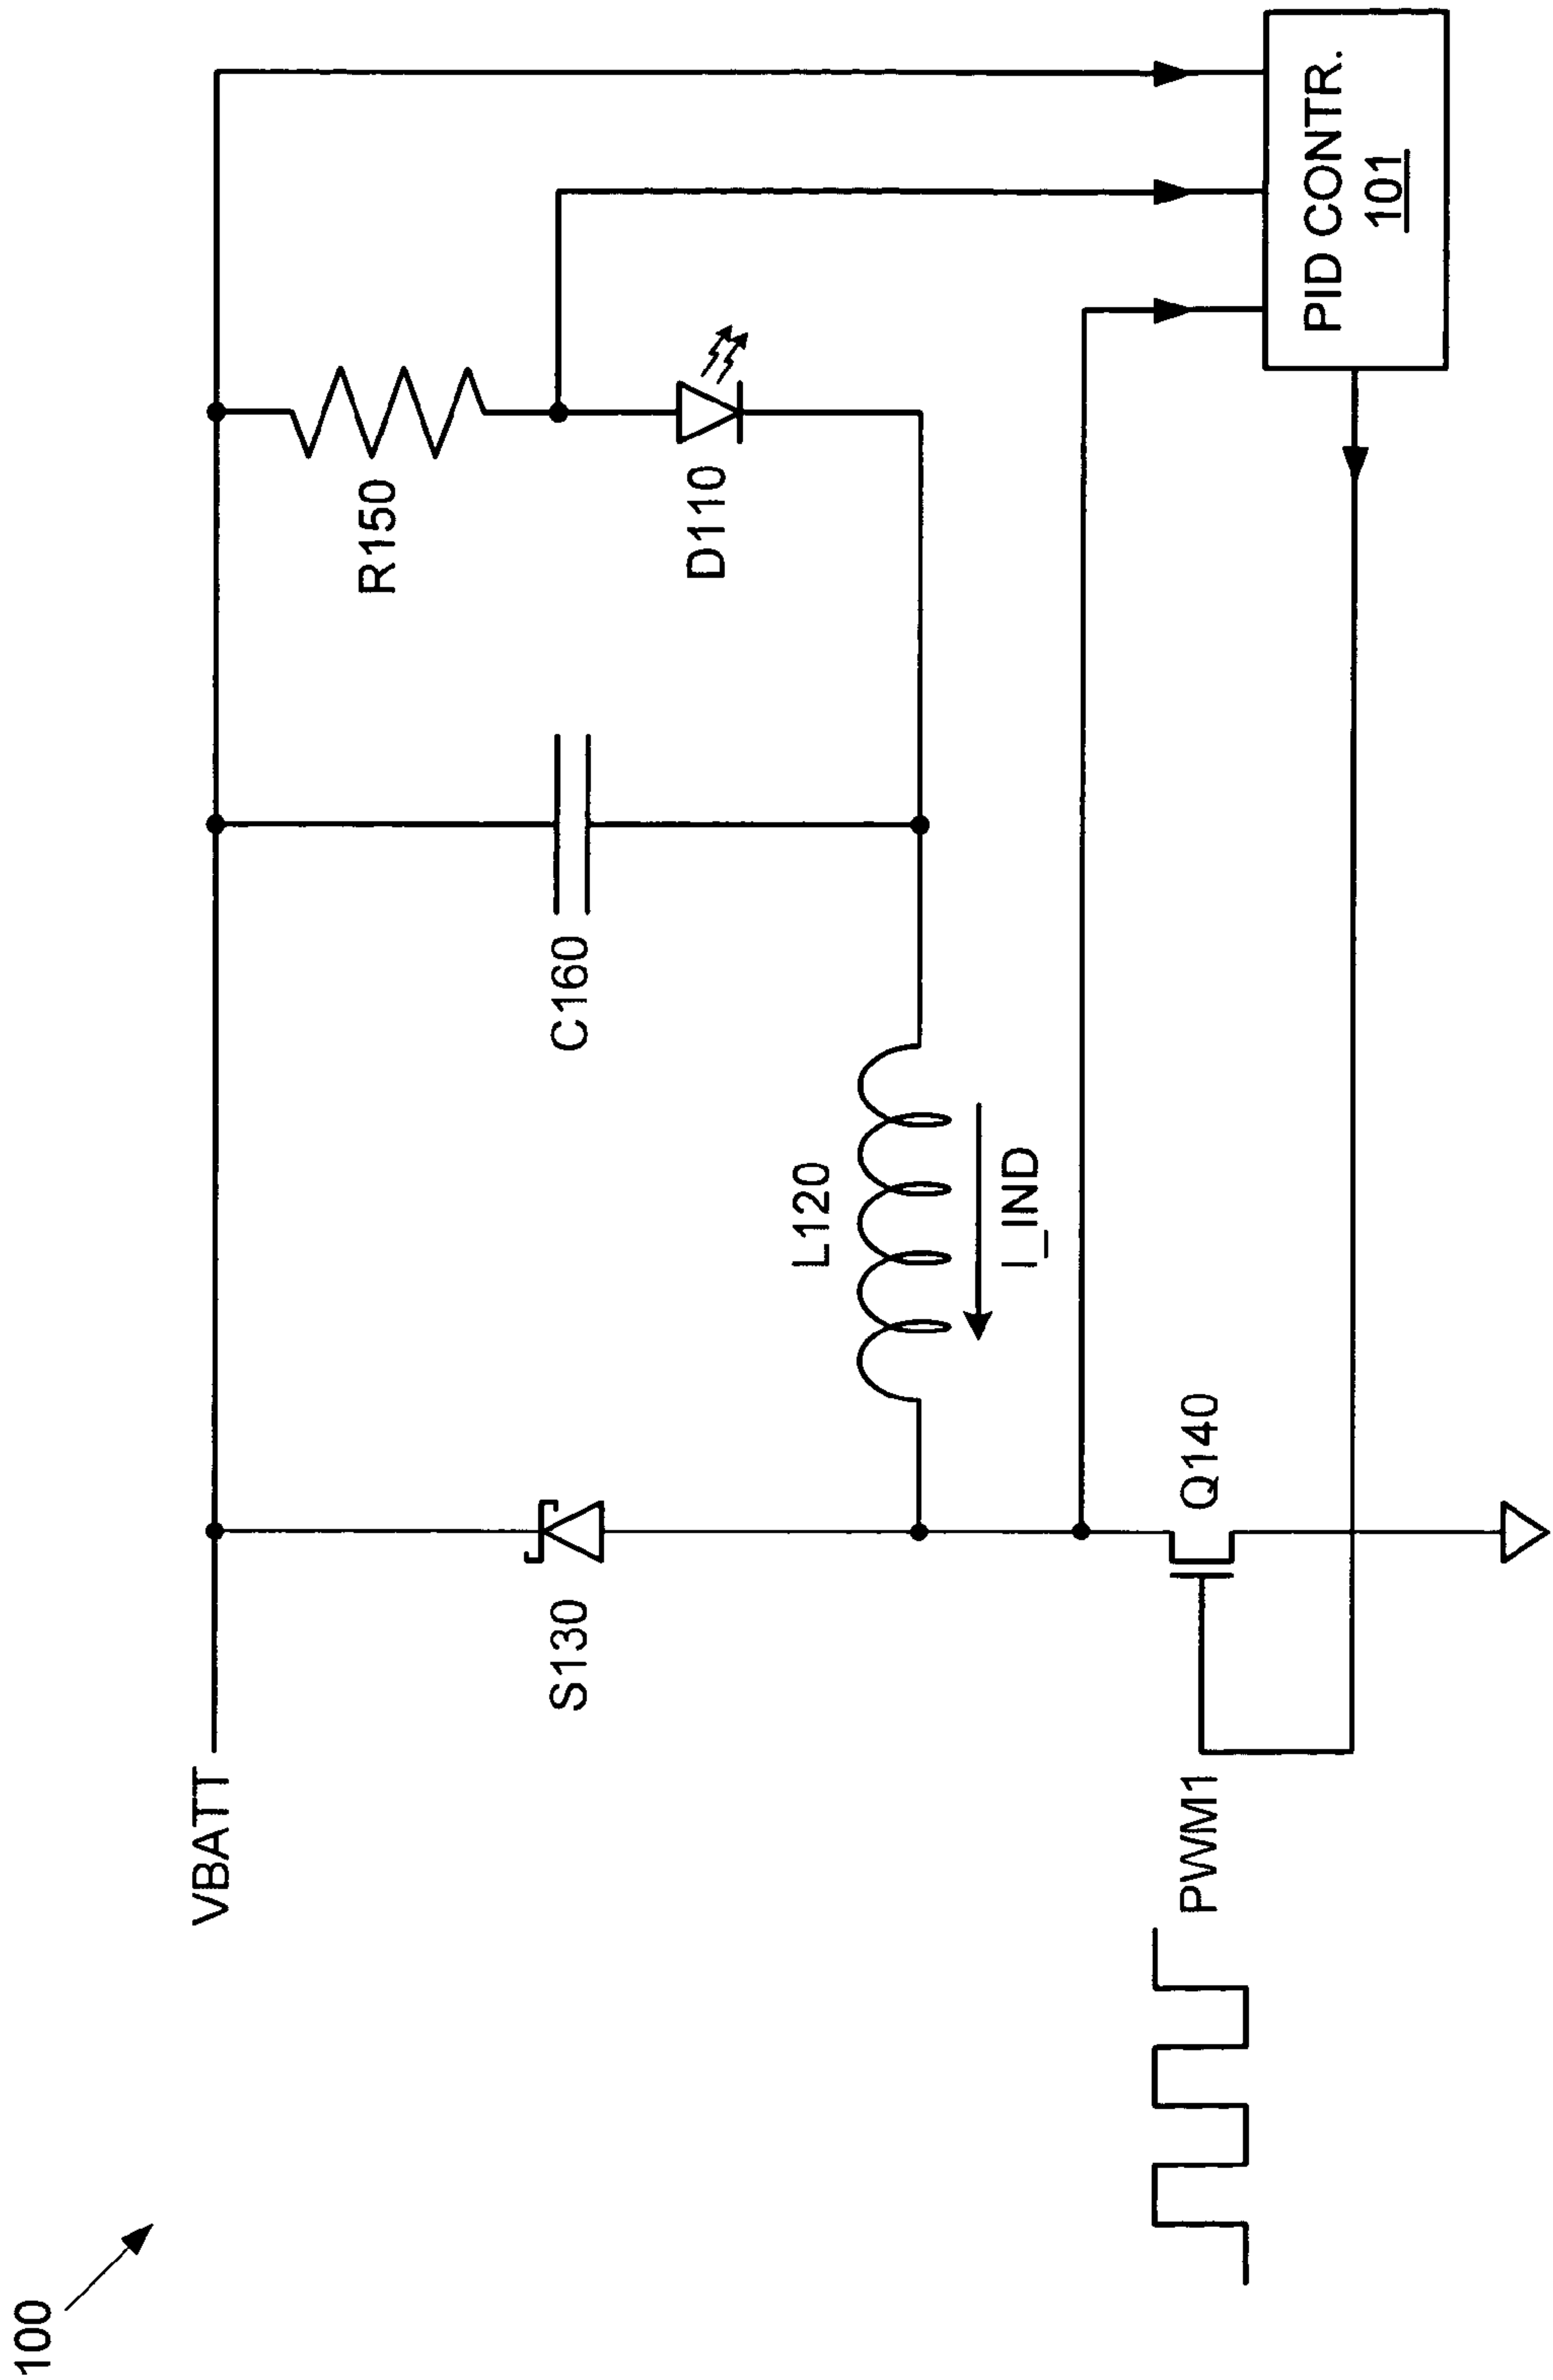 100
VBATT
S130
C160
R150
D110
L120
I_IND
PWM1
Q140
PID CONTR.
101